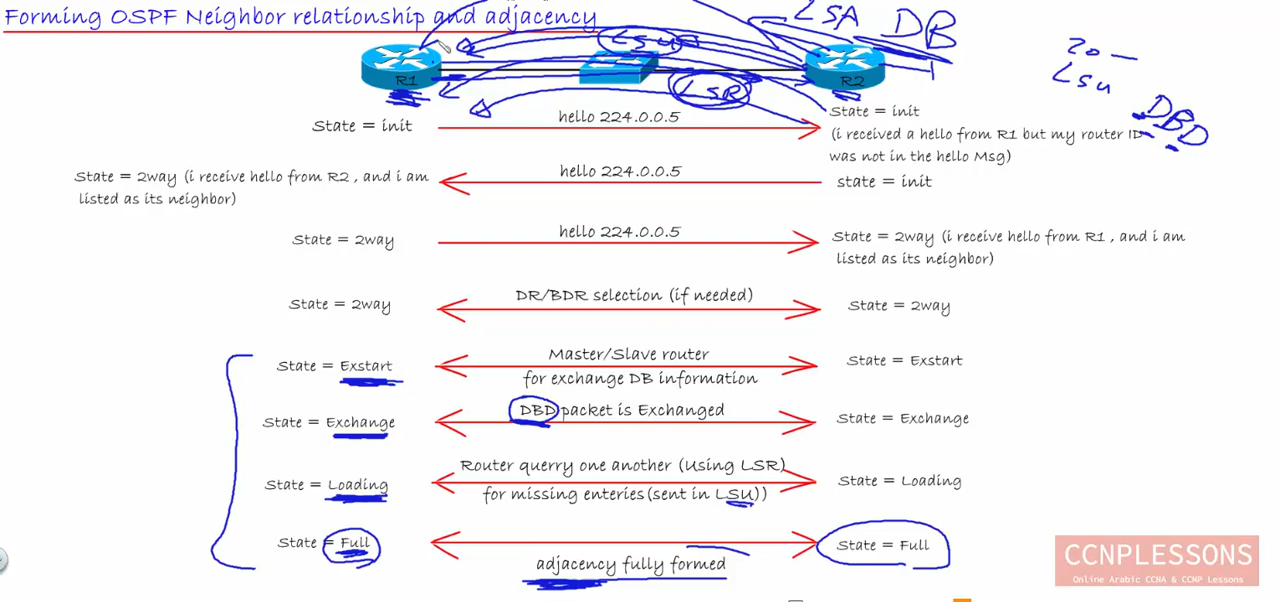 Forming OSPF Neighbor relationship and adjacency
LSA DB
LSU
20
LSU
R1
R2
LSR
DBD
State = init
hello 224.0.0.5
State = init
(i received a hello from R1 but my router ID
was not in the hello Msg)
State = 2way (i receive hello from R2 , and i am
listed as its neighbor)
hello 224.0.0.5
state = init
State = 2way
hello 224.0.0.5
State = 2way (i receive hello from R1 , and i am
listed as its neighbor)
State = 2way
DR/BDR selection (if needed)
State = 2way
State = Exstart
Master/Slave router
for exchange DB information
State = Exstart
State = Exchange
DBD packet is Exchanged
State = Exchange
State = Loading
Router querry one another (Using LSR)
for missing enteries(sent in LSU))
State = Loading
State = Full
adjacency fully formed
State = Full
CCNPLESSONS
Online Arabic CCNA & CCNP Lessons